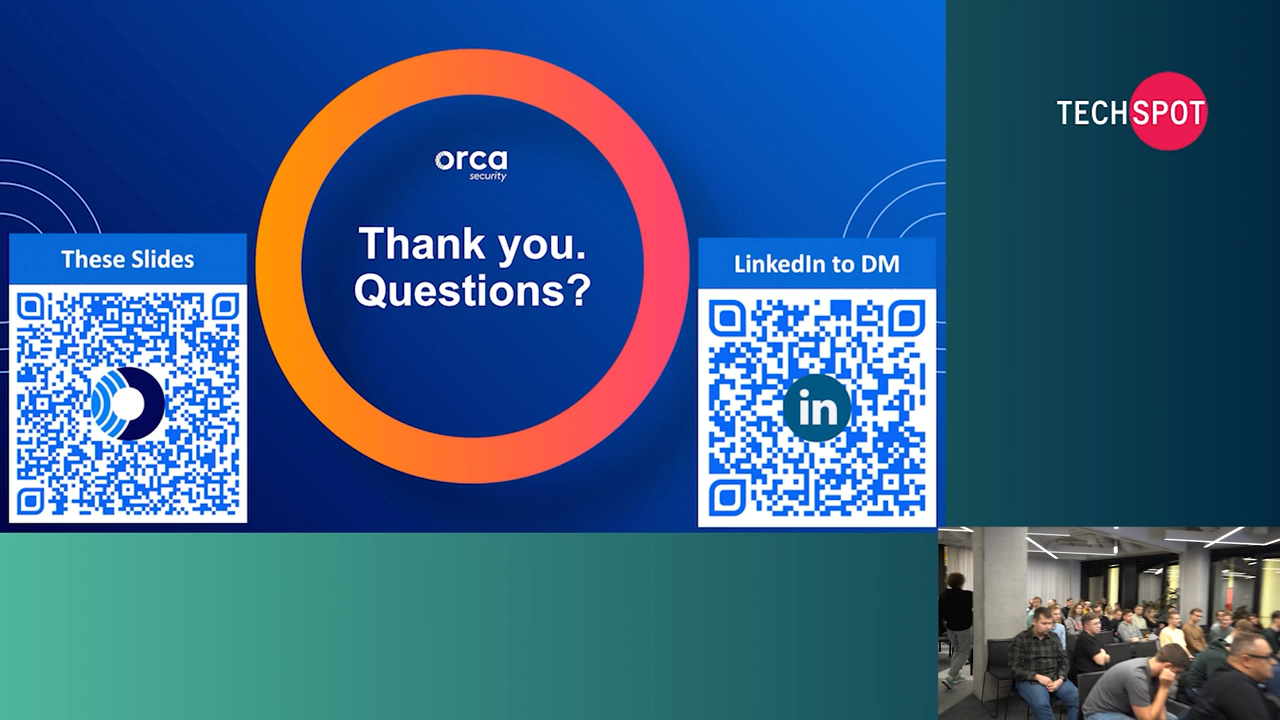 TECHSPOT
orca
security
Thank you.
Questions?
These Slides
LinkedIn to DM
in